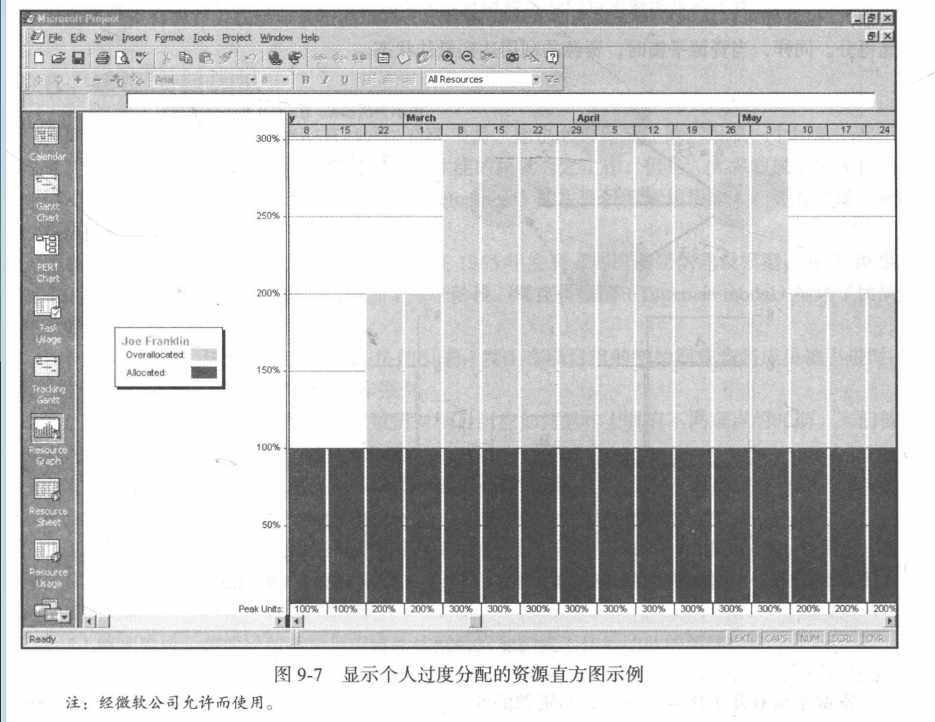 Microsoft Project
File Edit View Insert Format Tools Project Window Help
Arial 8 B I U All Resources
March April May
8 15 22 1 8 15 22 29 5 12 19 26 3 10 17 24
300%
250%
200%
150%
100%
50%
Calendar
Gantt Chart
PERT Chart
Task Usage
Tracking Gantt
Resource Graph
Resource Sheet
Resource Usage
Joe Franklin
Overallocated:
Allocated:
Peak Units: 100% 100% 200% 200% 300% 300% 300% 300% 300% 300% 300% 300% 300% 200% 200% 200%
Ready EXT CAPS NUM SCRL OVR
图 9-7 显示个人过度分配的资源直方图示例
注：经微软公司允许而使用。